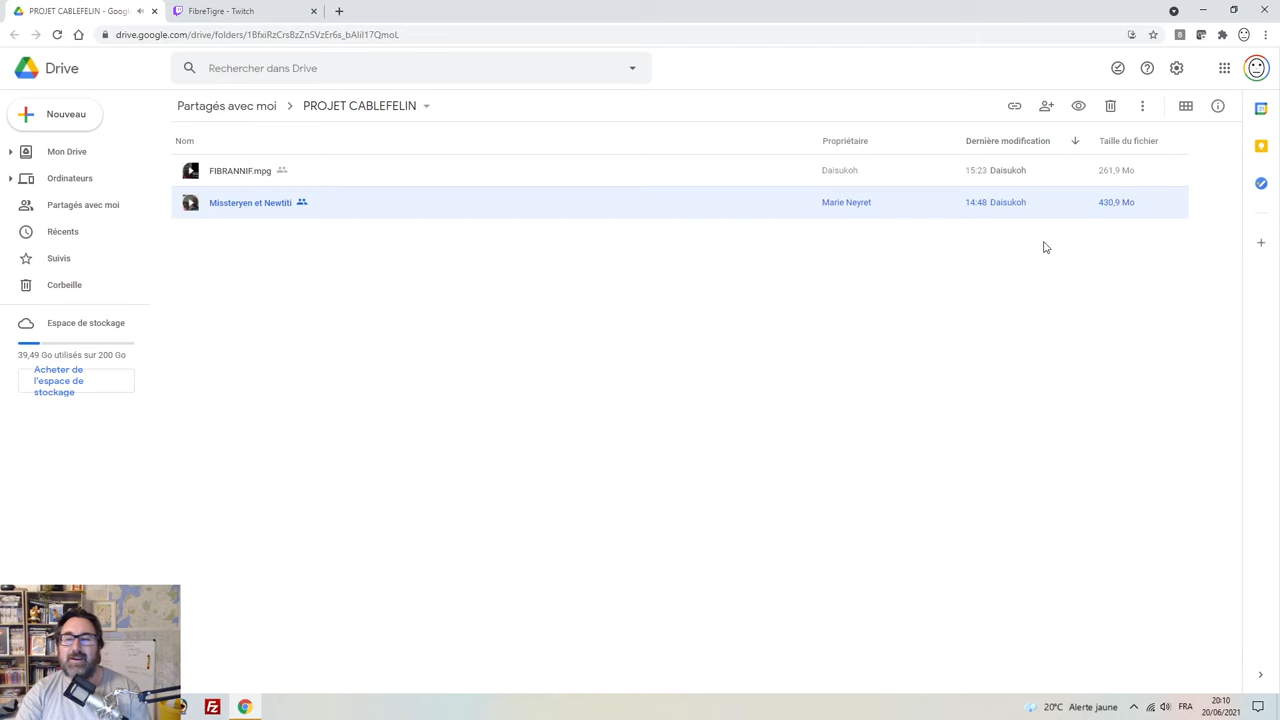 PROJET CABLEFELIN - Goog
FibreTigre - Twitch
drive.google.com/drive/folders/1BfxiRzCrsBzZnSVzEr6s_bAIiI17QmoL
Drive
Rechercher dans Drive
Nouveau
Partagés avec moi
PROJET CABLEFELIN
Nom
Propriétaire
Dernière modification
Taille du fichier
FIBRANNIF.mpg
Daisukoh
15:23 Daisukoh
261,9 Mo
Missteryen et Newtiti
Marie Neyret
14:48 Daisukoh
430,9 Mo
Mon Drive
Ordinateurs
Partagés avec moi
Récents
Suivis
Corbeille
Espace de stockage
39,49 Go utilisés sur 200 Go
Acheter de
l'espace de
stockage
31
FZ
20°C Alerte jaune
FRA
20:10
20/06/2021